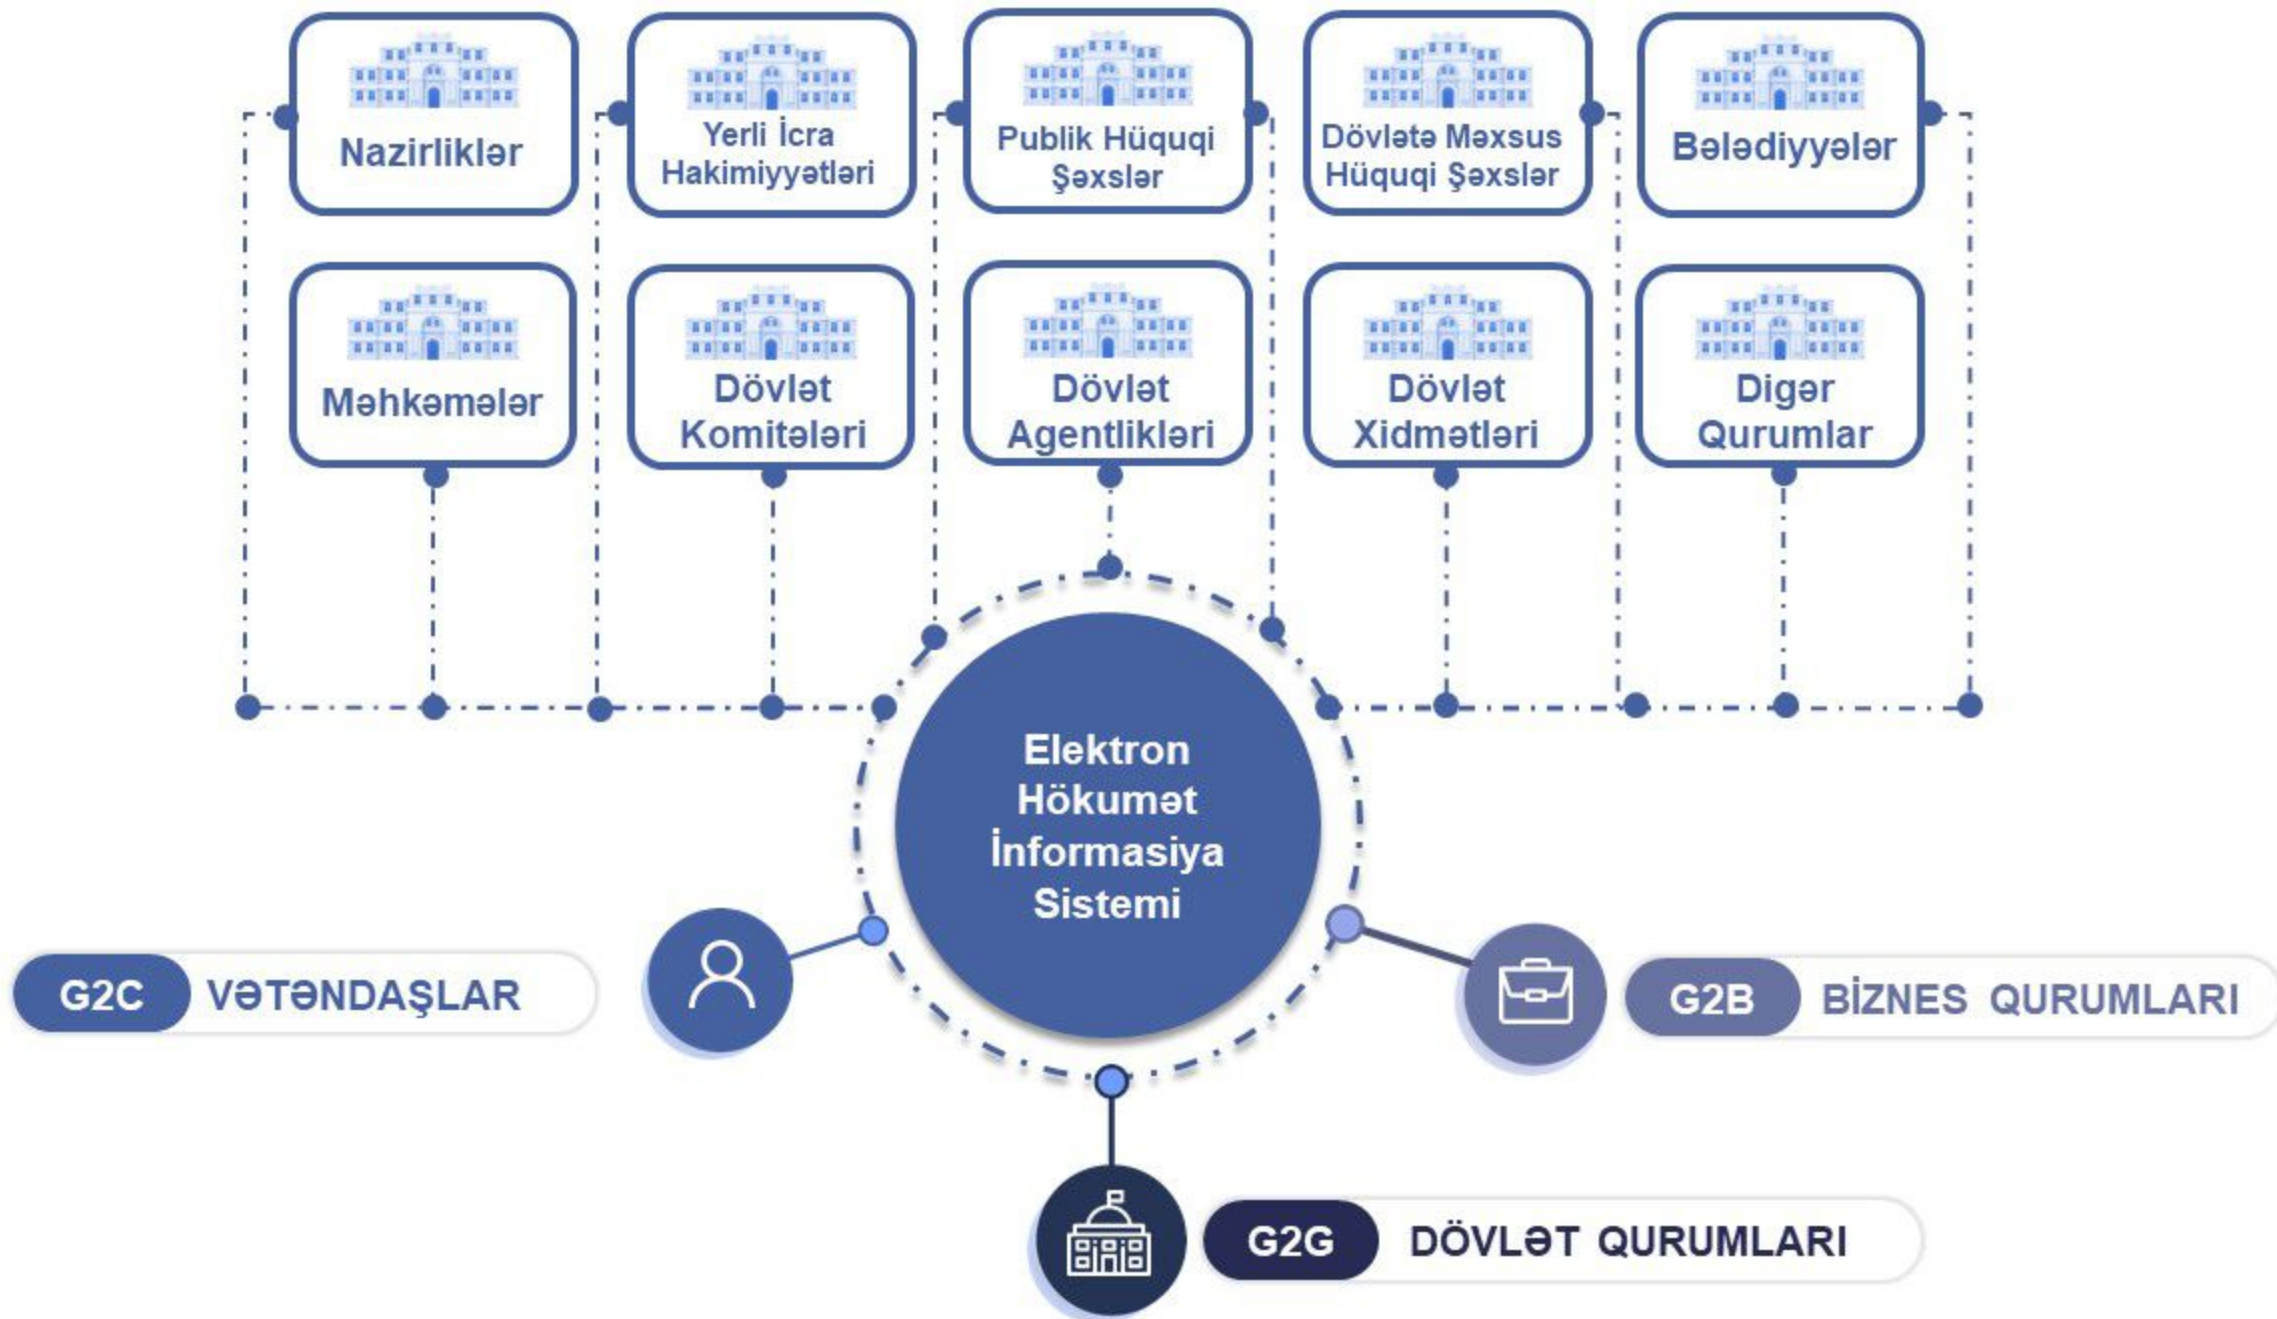 Nazirliklər
Yerli İcra
Hakimiyyətləri
Publik Hüquqi
Şəxslər
Dövlətə Məxsus
Hüquqi Şəxslər
Bələdiyyələr
Məhkəmələr
Dövlət
Komitələri
Dövlət
Agentlikləri
Dövlət
Xidmətləri
Digər
Qurumlar
Elektron
Hökumət
İnformasiya
Sistemi
G2C VƏTƏNDAŞLAR
G2B BİZNES QURUMLARI
G2G DÖVLƏT QURUMLARI